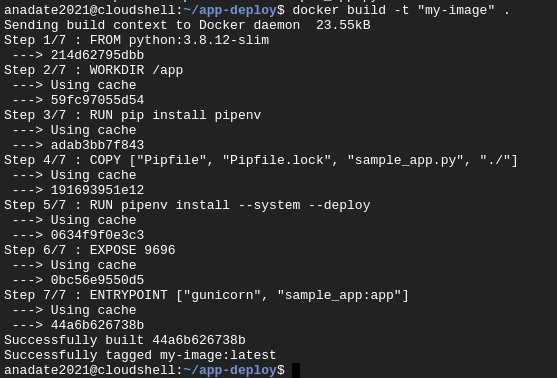 anadate2021@cloudshell:~/app-deploy$ docker build -t "my-image" .
Sending build context to Docker daemon  23.55kB
Step 1/7 : FROM python:3.8.12-slim
 ---> 214d62795dbb
Step 2/7 : WORKDIR /app
 ---> Using cache
 ---> 59fc97055d54
Step 3/7 : RUN pip install pipenv
 ---> Using cache
 ---> adab3bb7f843
Step 4/7 : COPY ["Pipfile", "Pipfile.lock", "sample_app.py", "./"]
 ---> Using cache
 ---> 191693951e12
Step 5/7 : RUN pipenv install --system --deploy
 ---> Using cache
 ---> 0634f9f0e3c3
Step 6/7 : EXPOSE 9696
 ---> Using cache
 ---> 0bc56e9550d5
Step 7/7 : ENTRYPOINT ["gunicorn", "sample_app:app"]
 ---> Using cache
 ---> 44a6b626738b
Successfully built 44a6b626738b
Successfully tagged my-image:latest
anadate2021@cloudshell:~/app-deploy$